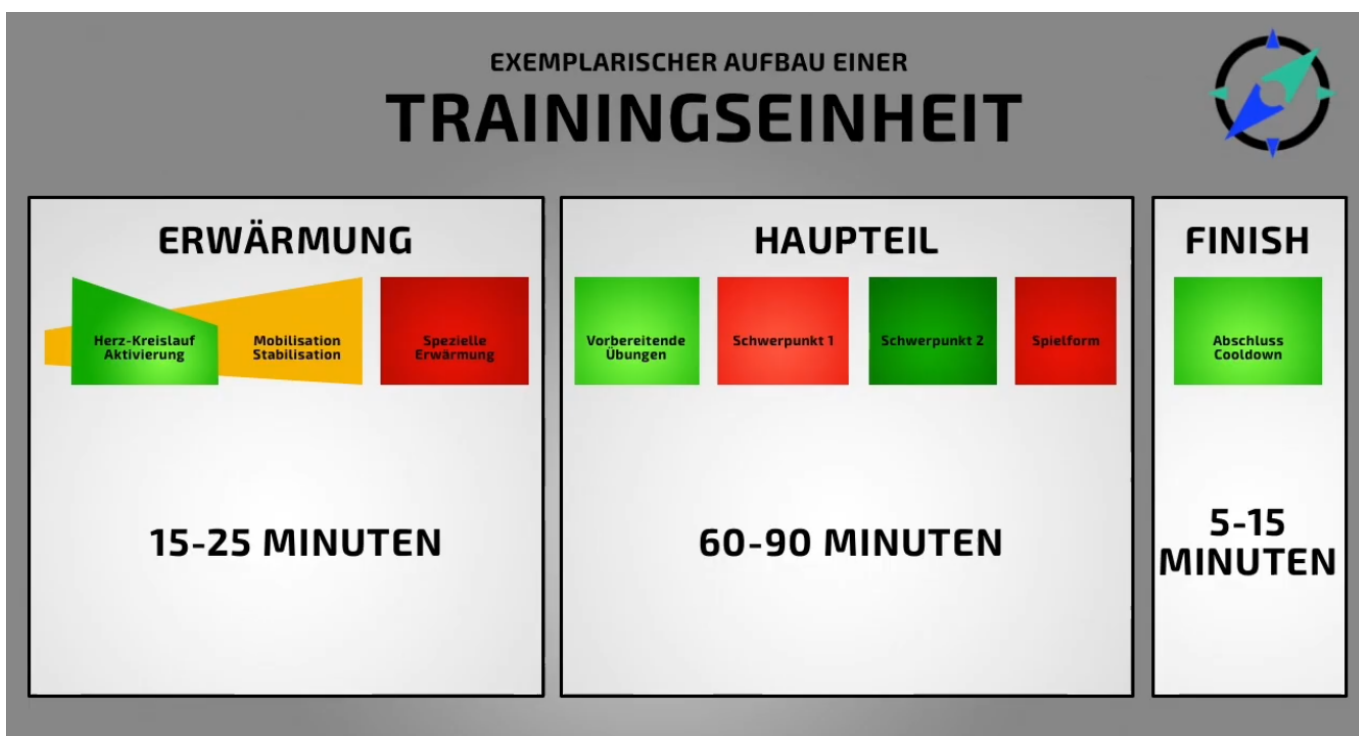 EXEMPLARISCHER AUFBAU EINER
TRAININGSEINHEIT
ERWÄRMUNG
Herz-Kreislauf
Aktivierung
Mobilisation
Stabilisation
Spezielle
Erwärmung
15-25 MINUTEN
HAUPTEIL
Vorbereitende
Übungen
Schwerpunkt 1
Schwerpunkt 2
Spielform
60-90 MINUTEN
FINISH
Abschluss
Cooldown
5-15
MINUTEN